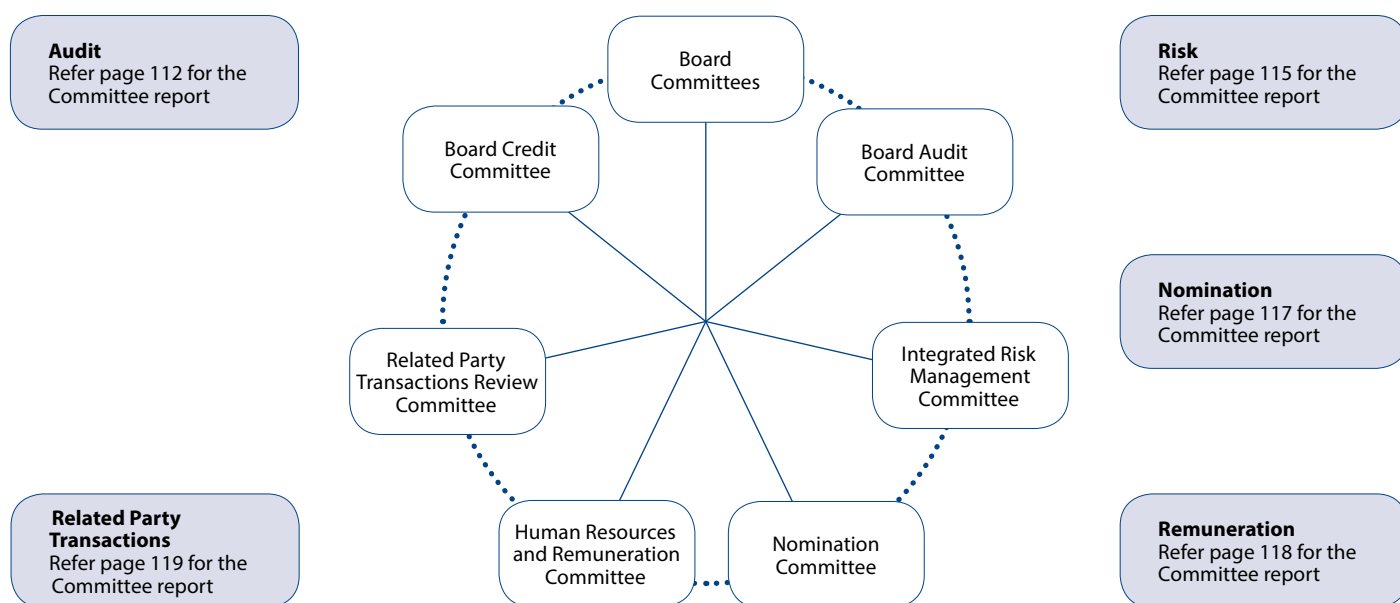 Audit
Refer page 112 for the
Committee report
Board
Committees
Risk
Refer page 115 for the
Committee report
Board Credit
Committee
Board Audit
Committee
Nomination
Refer page 117 for the
Committee report
Related Party
Transactions Review
Committee
Integrated Risk
Management
Committee
Related Party
Transactions
Refer page 119 for the
Committee report
Human Resources
and Remuneration
Committee
Nomination
Committee
Remuneration
Refer page 118 for the
Committee report